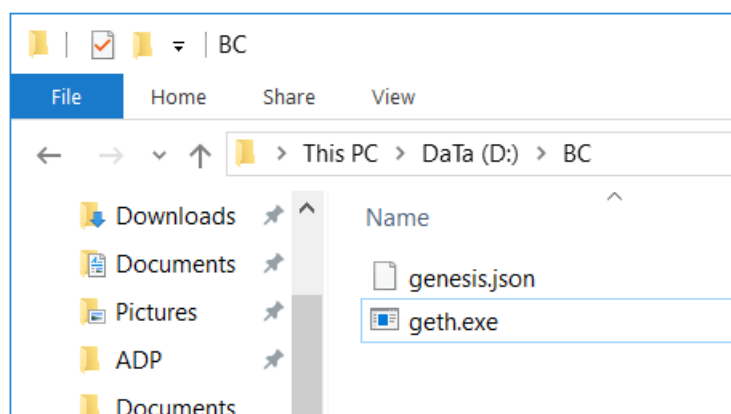 BC
File Home Share View
This PC > DaTa (D:) > BC
Downloads
Documents
Pictures
ADP
Documents
Name
genesis.json
geth.exe